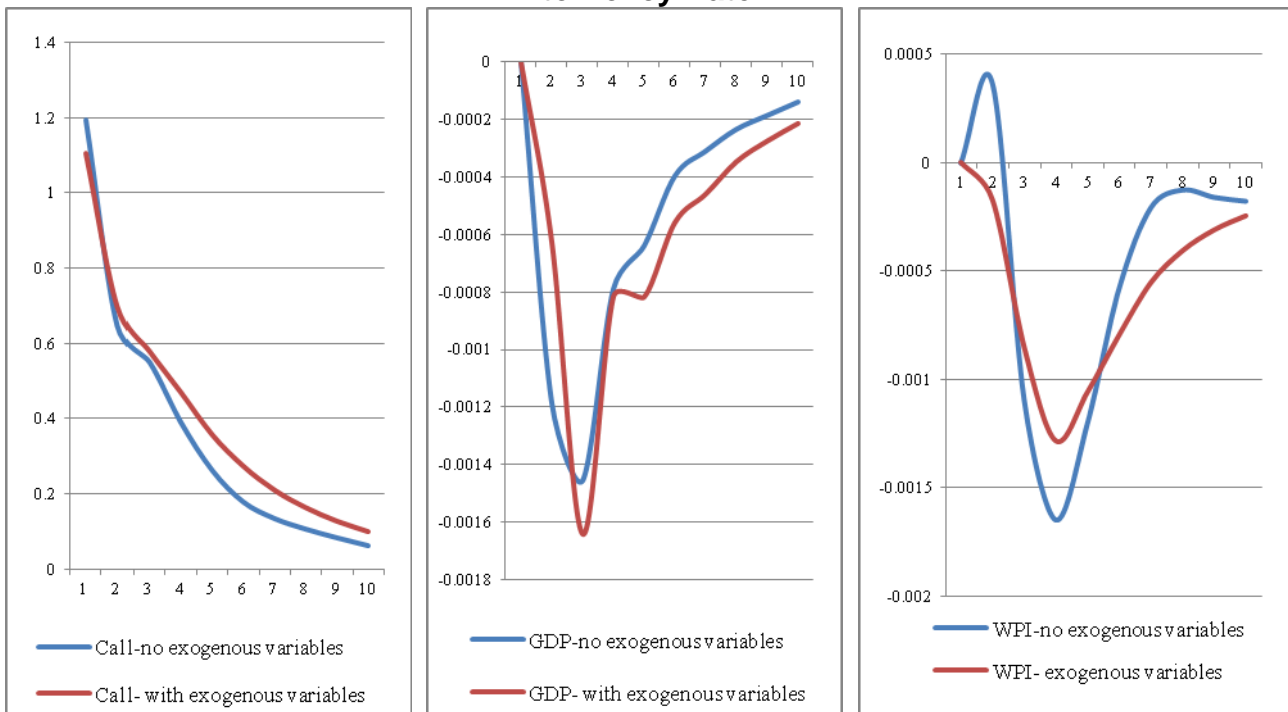 1.4
1.2
1
0.8
0.6
0.4
0.2
0
1 2 3 4 5 6 7 8 9 10
Call-no exogenous variables
Call- with exogenous variables
0
1 2 3 4 5 6 7 8 9 10
-0.0002
-0.0004
-0.0006
-0.0008
-0.001
-0.0012
-0.0014
-0.0016
-0.0018
GDP-no exogenous variables
GDP- with exogenous variables
0.0005
0
1 2 3 4 5 6 7 8 9 10
-0.0005
-0.001
-0.0015
-0.002
WPI-no exogenous variables
WPI- exogenous variables